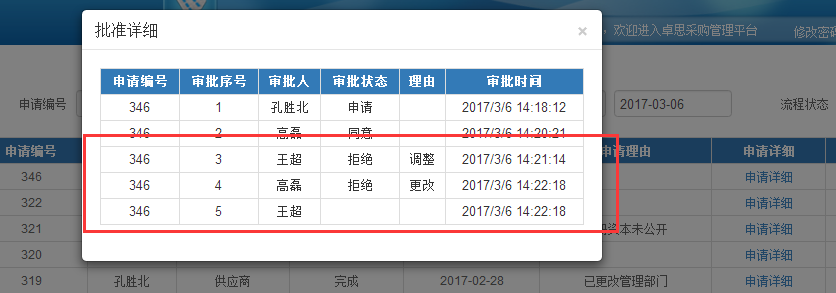 批准详细
×
，欢迎进入卓思采购管理平台
修改密码
申请编号 审批序号 审批人 审批状态 理由 审批时间
346 1 孔胜北 申请 2017/3/6 14:18:12
346 2 高磊 同意 2017/3/6 14:20:21
346 3 王超 拒绝 调整 2017/3/6 14:21:14
346 4 高磊 拒绝 更改 2017/3/6 14:22:18
346 5 王超 2017/3/6 14:22:18
申请编号 2017-03-06 流程状态
申请编号 申请理由 申请详细
346 申请详细
322 申请详细
321 资本未公开 申请详细
320 申请详细
319 孔胜北 供应商 完成 2017-02-28 已更改管理部门 申请详细